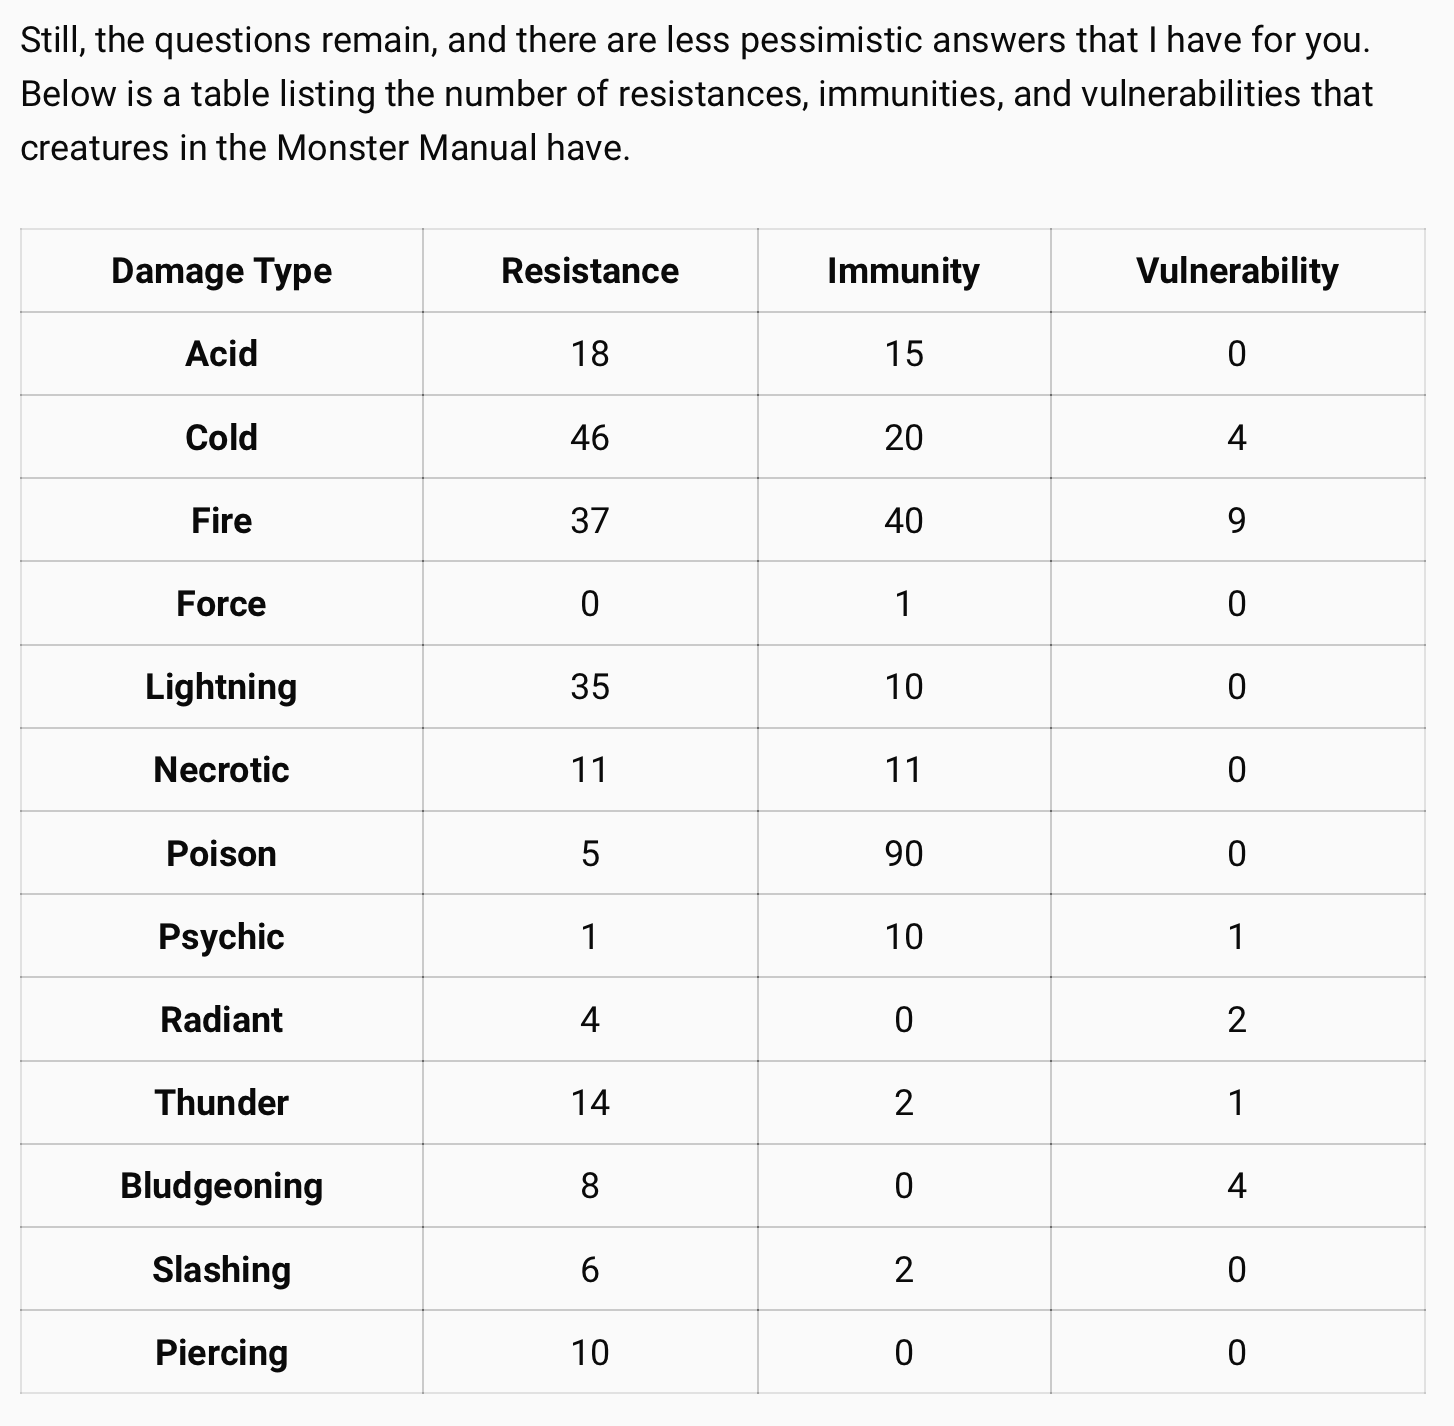 Still, the questions remain, and there are less pessimistic answers that I have for you.
Below is a table listing the number of resistances, immunities, and vulnerabilities that
creatures in the Monster Manual have.
Damage Type Resistance Immunity Vulnerability
Acid 18 15 0
Cold 46 20 4
Fire 37 40 9
Force 0 1 0
Lightning 35 10 0
Necrotic 11 11 0
Poison 5 90 0
Psychic 1 10 1
Radiant 4 0 2
Thunder 14 2 1
Bludgeoning 8 0 4
Slashing 6 2 0
Piercing 10 0 0